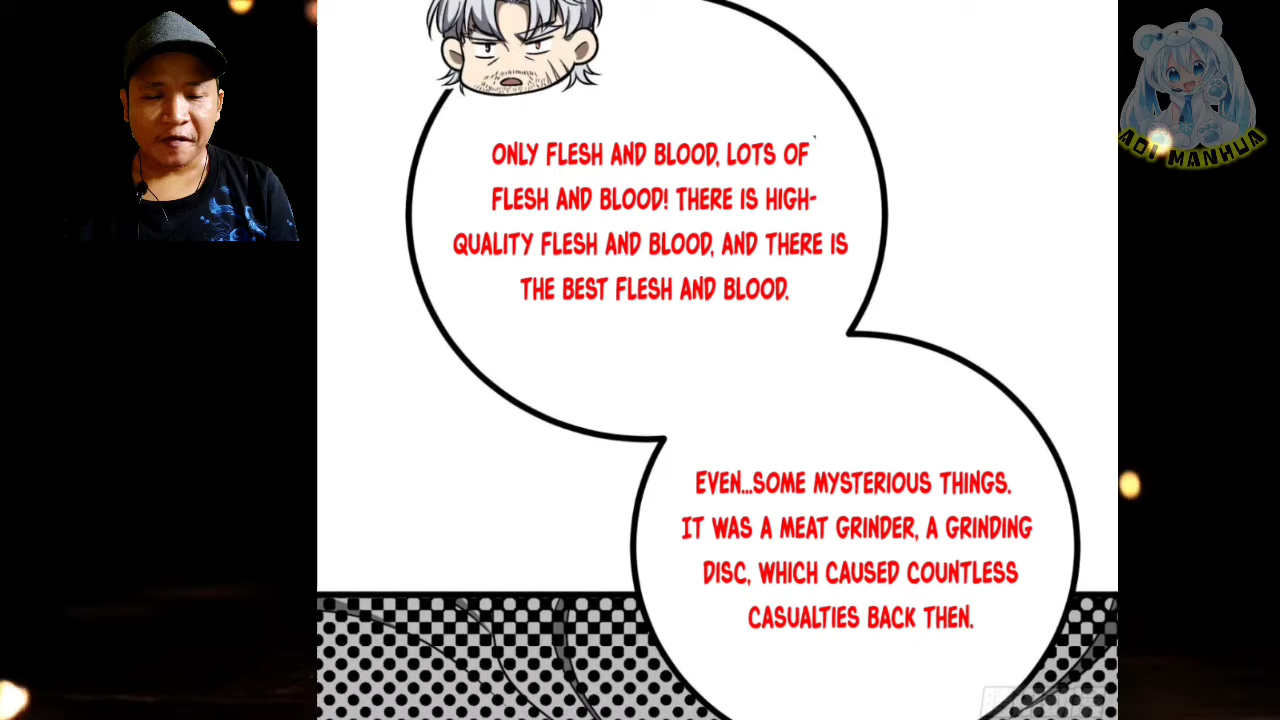 ONLY FLESH AND BLOOD, LOTS OF
FLESH AND BLOOD! THERE IS HIGH-
QUALITY FLESH AND BLOOD, AND THERE IS
THE BEST FLESH AND BLOOD.
EVEN...SOME MYSTERIOUS THINGS.
IT WAS A MEAT GRINDER, A GRINDING
DISC, WHICH CAUSED COUNTLESS
CASUALTIES BACK THEN.
ADI MANHUA